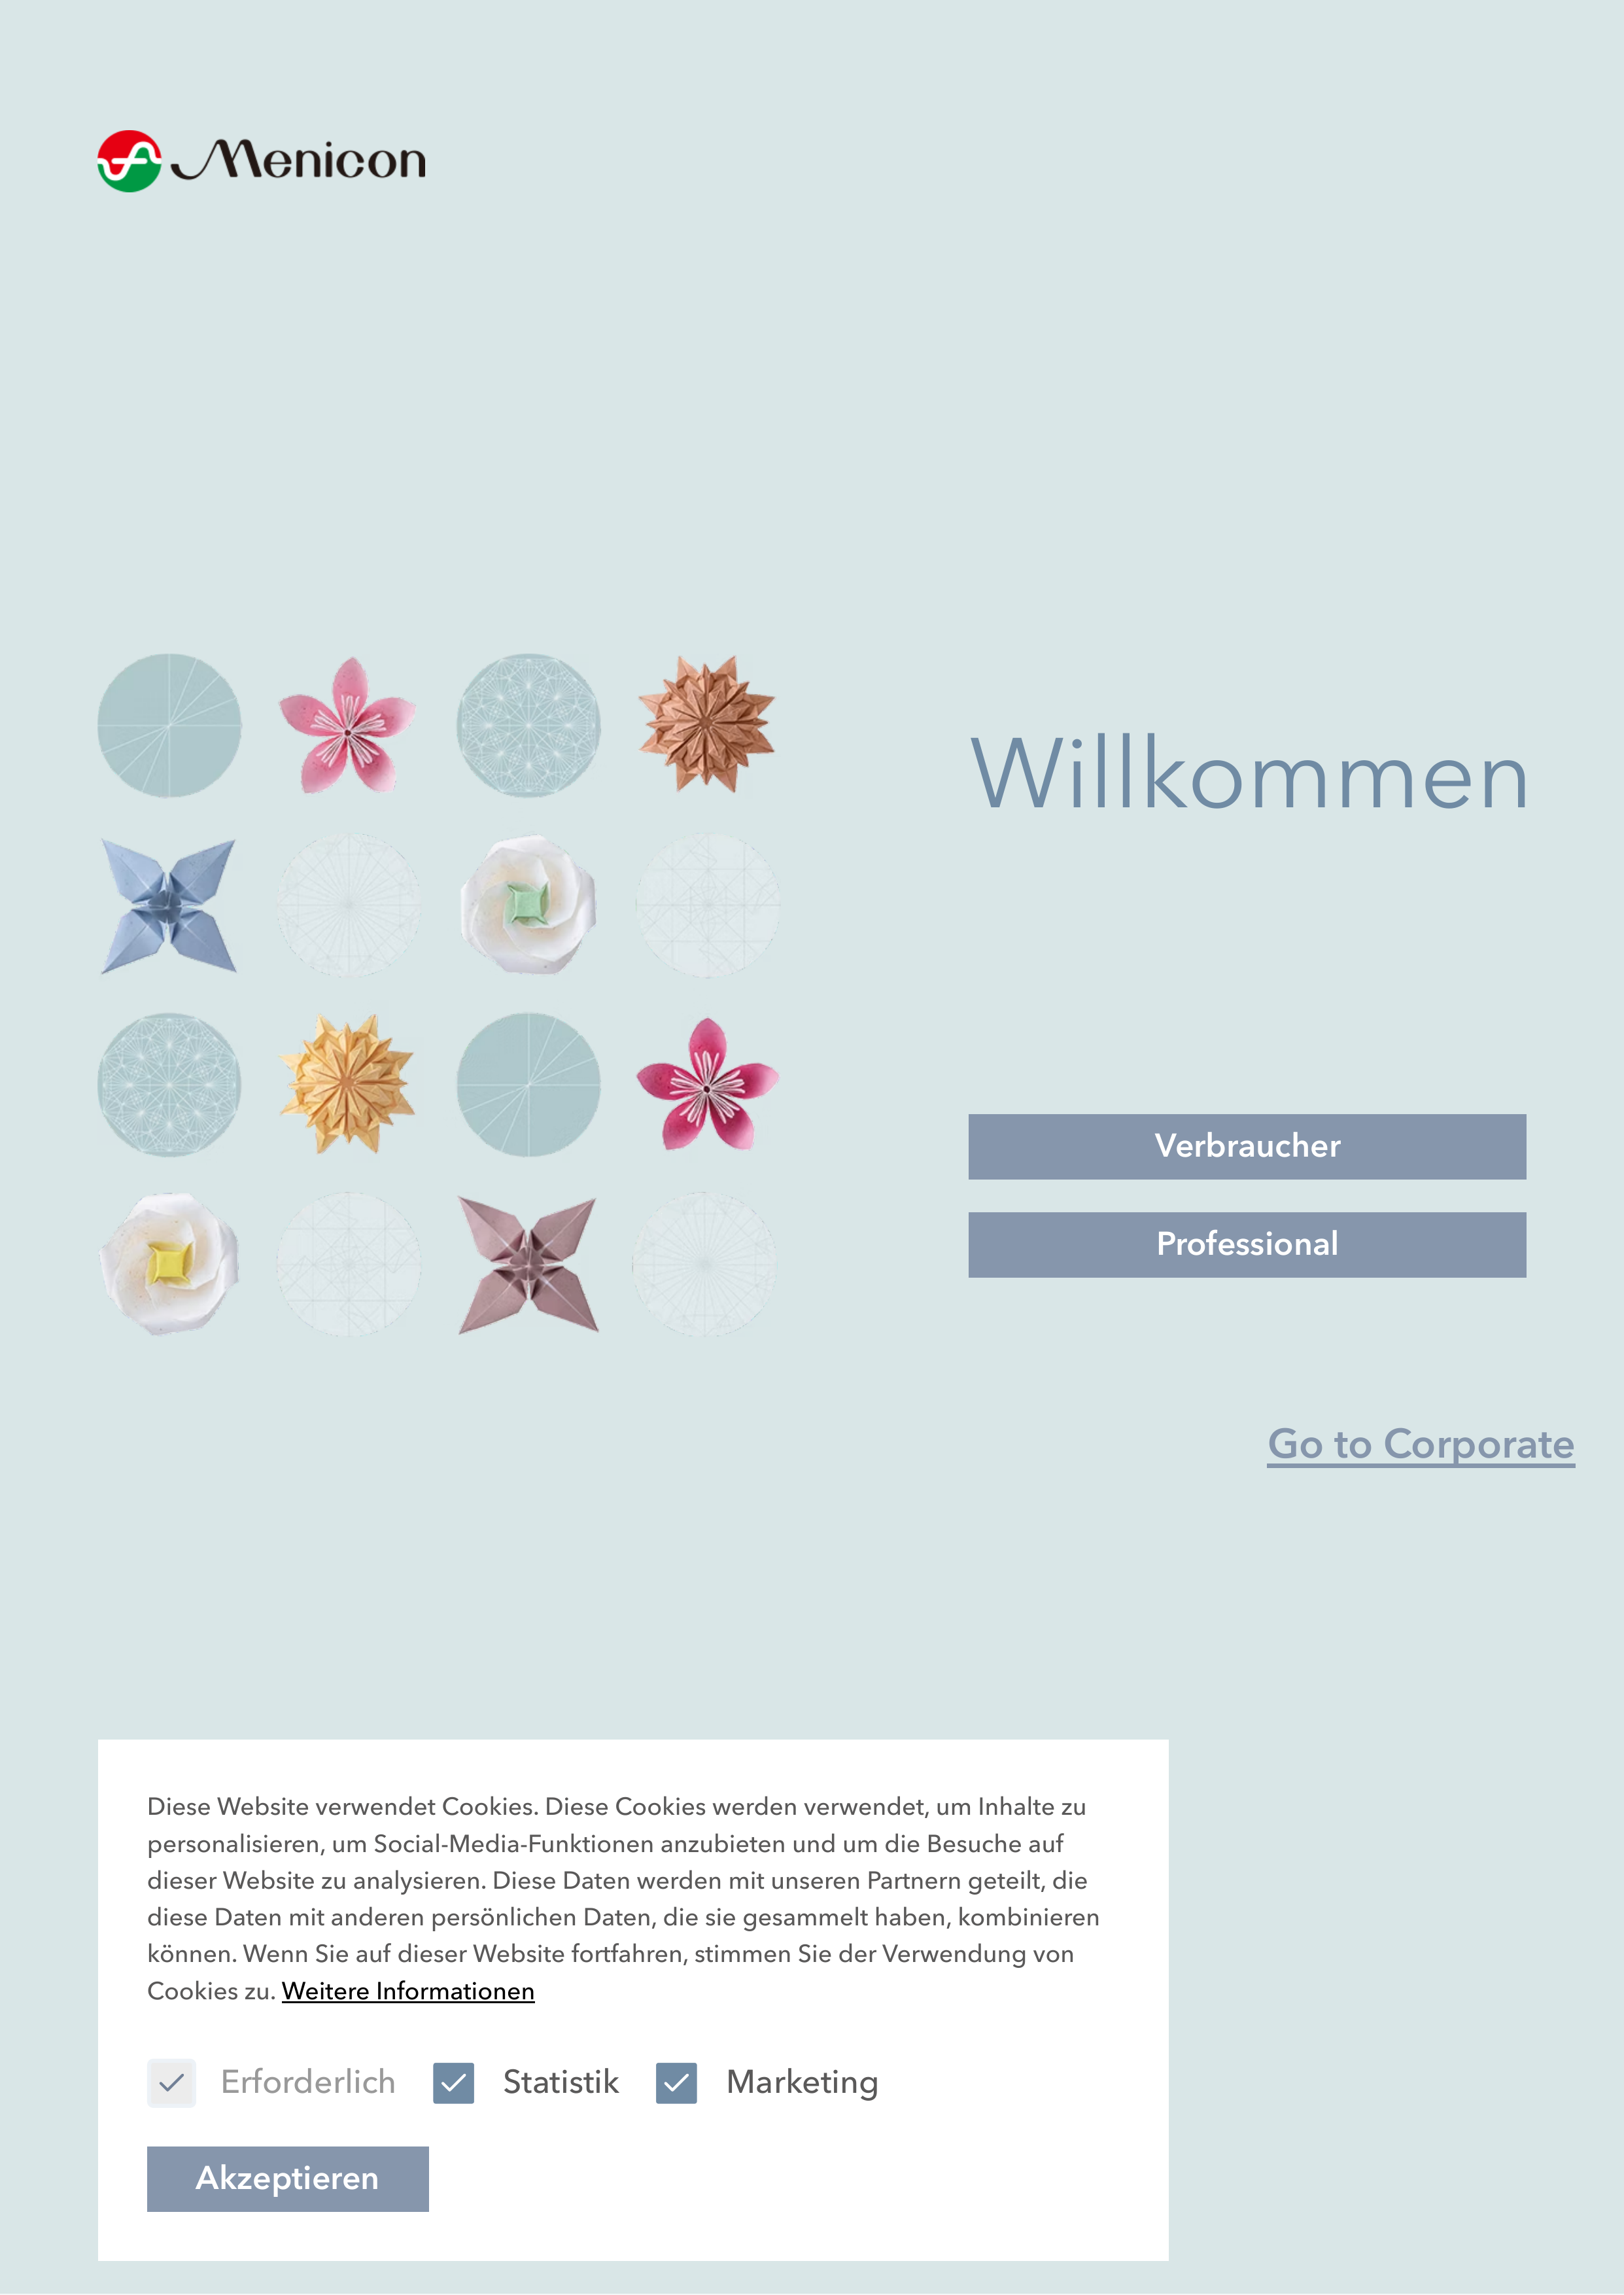 Menicon
Willkommen
Verbraucher
Professional
Go to Corporate
Diese Website verwendet Cookies. Diese Cookies werden verwendet, um Inhalte zu
personalisieren, um Social-Media-Funktionen anzubieten und um die Besuche auf
dieser Website zu analysieren. Diese Daten werden mit unseren Partnern geteilt, die
diese Daten mit anderen persönlichen Daten, die sie gesammelt haben, kombinieren
können. Wenn Sie auf dieser Website fortfahren, stimmen Sie der Verwendung von
Cookies zu. Weitere Informationen
Erforderlich Statistik Marketing
Akzeptieren